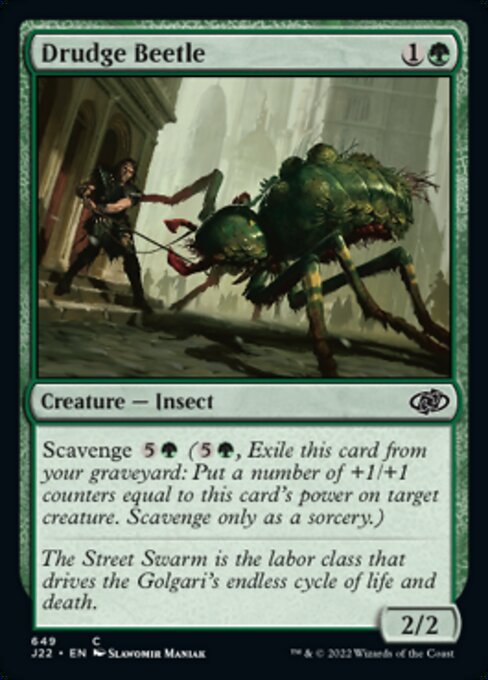 Drudge Beetle 1
Creature — Insect
Scavenge 5 (5, Exile this card from
your graveyard: Put a number of +1/+1
counters equal to this card's power on target
creature. Scavenge only as a sorcery.)
The Street Swarm is the labor class that
drives the Golgari's endless cycle of life and
death.
2/2
649 C
J22 • EN SLAWOMIR MANIAK ™ & © 2022 Wizards of the Coast